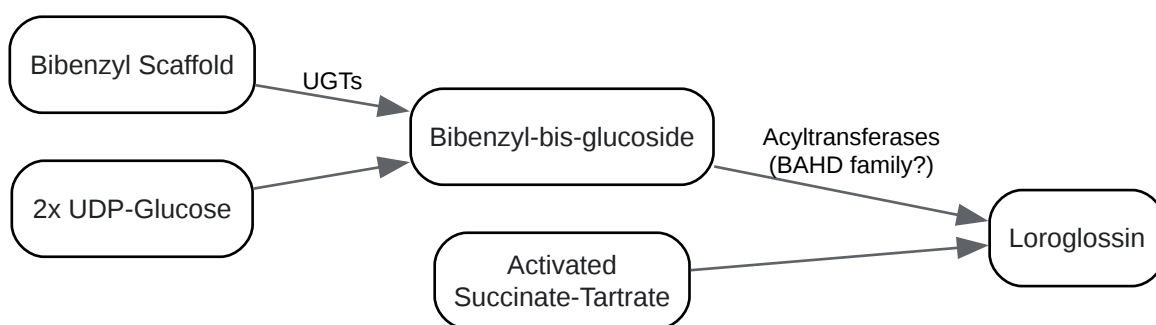 Bibenzyl Scaffold
UGTs
2x UDP-Glucose
Bibenzyl-bis-glucoside
Acyltransferases
(BAHD family?)
Activated
Succinate-Tartrate
Loroglossin